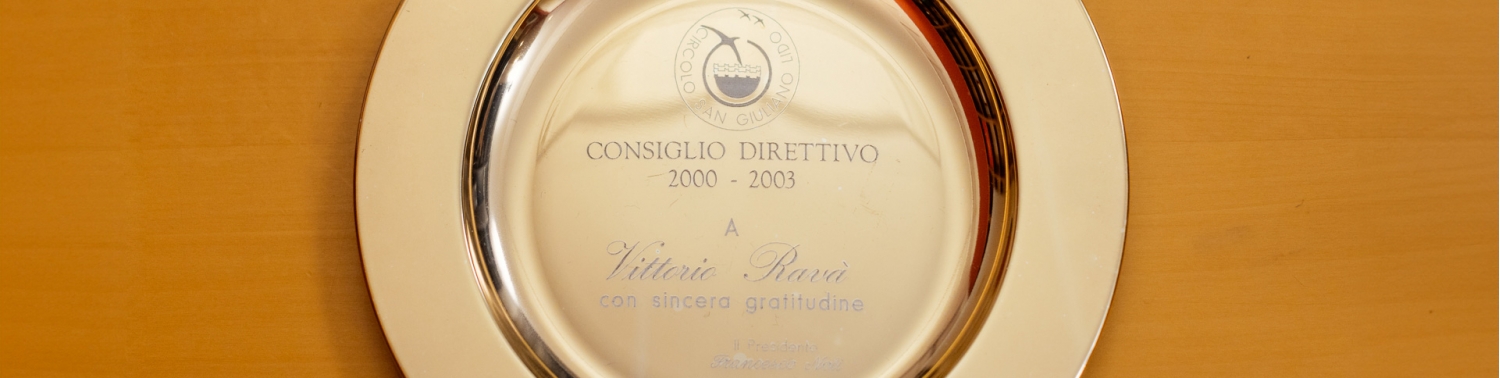 CIRCOLO SAN GIULIANO LIDO
CONSIGLIO DIRETTIVO
2000 - 2003
A
Vittorio Ravà
con sincera gratitudine
Il Presidente